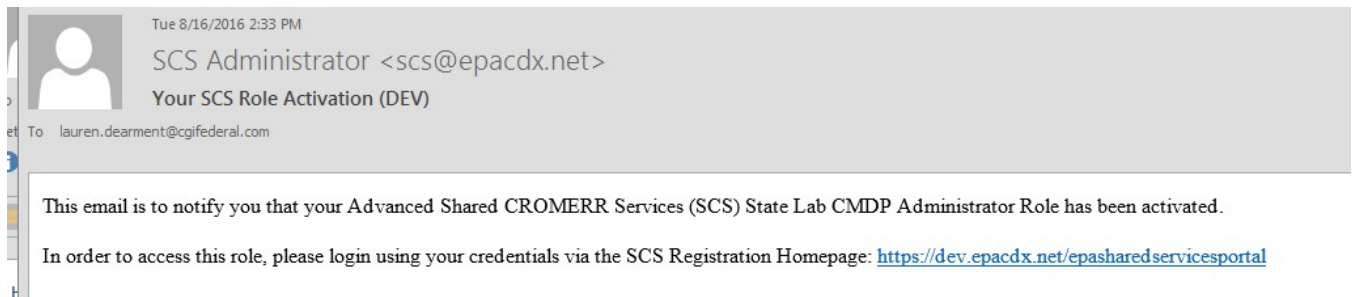 Tue 8/16/2016 2:33 PM
SCS Administrator <scs@epacdx.net>
Your SCS Role Activation (DEV)
To lauren.dearment@cgifederal.com
This email is to notify you that your Advanced Shared CROMERR Services (SCS) State Lab CMDP Administrator Role has been activated.
In order to access this role, please login using your credentials via the SCS Registration Homepage: https://dev.epacdx.net/epasharedservicesportal